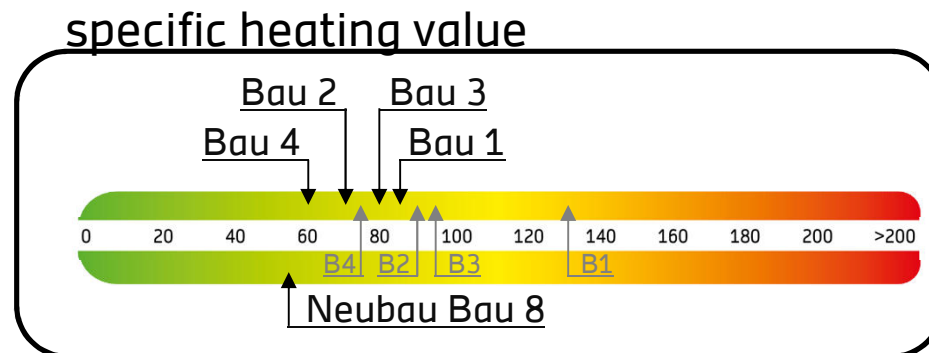 specific heating value
Bau 2 Bau 3
Bau 4 Bau 1
0 20 40 60 80 100 120 140 160 180 200 >200
B4 B2 B3 B1
Neubau Bau 8